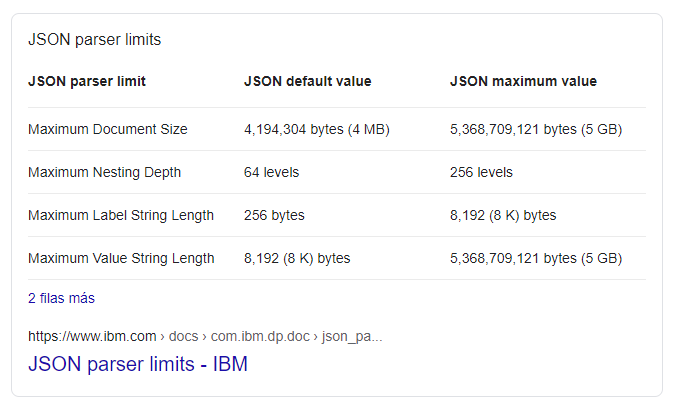 JSON parser limits
JSON parser limit JSON default value JSON maximum value
Maximum Document Size 4,194,304 bytes (4 MB) 5,368,709,121 bytes (5 GB)
Maximum Nesting Depth 64 levels 256 levels
Maximum Label String Length 256 bytes 8,192 (8 K) bytes
Maximum Value String Length 8,192 (8 K) bytes 5,368,709,121 bytes (5 GB)
2 filas más
https://www.ibm.com › docs › com.ibm.dp.doc › json_pa...
JSON parser limits - IBM